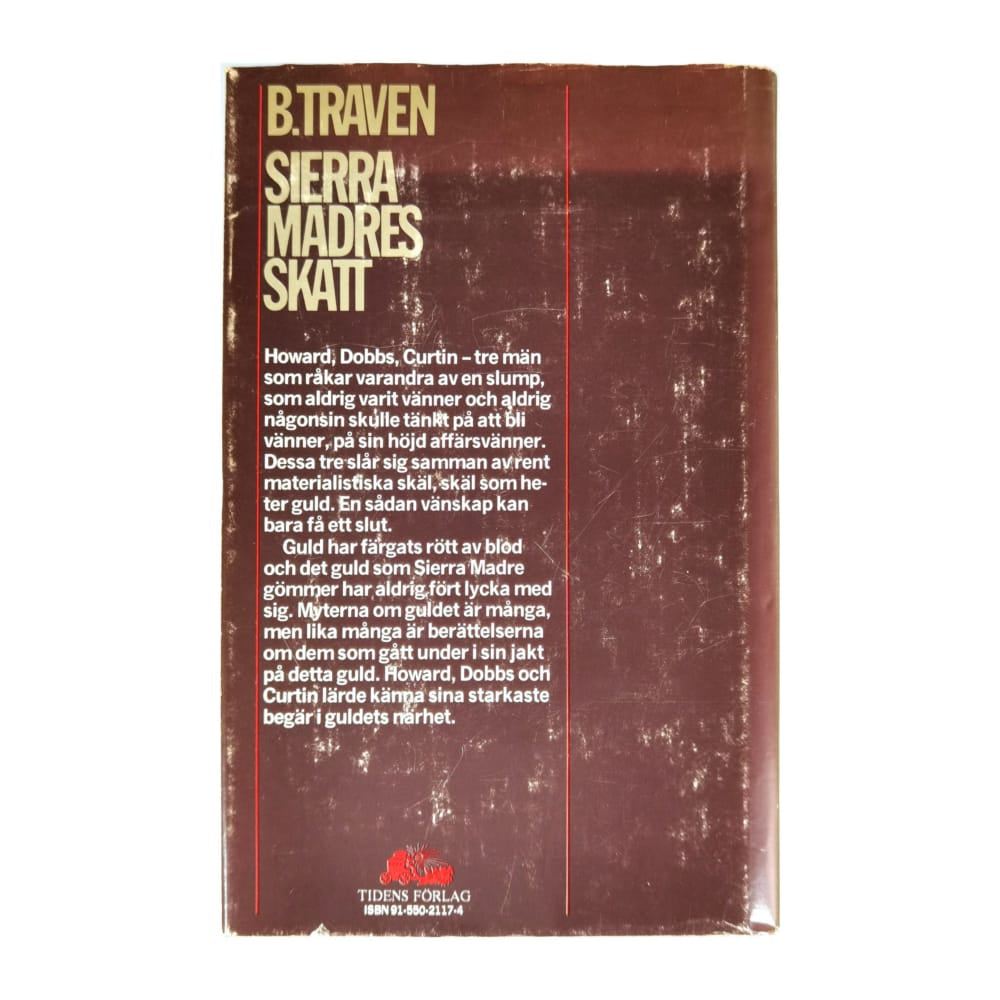 B.TRAVEN
SIERRA
MADRES
SKATT
Howard, Dobbs, Curtin – tre män
som råkar varandra av en slump,
som aldrig varit vänner och aldrig
någonsin skulle tänkt på att bli
vänner, på sin höjd affärsvänner.
Dessa tre slår sig samman av rent
materialistiska skäl, skäl som he-
ter guld. En sådan vänskap kan
bara få ett slut.
Guld har färgats rött av blod
och det guld som Sierra Madre
gömmer har aldrig fört lycka med
sig. Myterna om guldet är många,
men lika många är berättelserna
om dem som gått under i sin jakt
på detta guld. Howard, Dobbs och
Curtin lärde känna sina starkaste
begär i guldets närhet.
TIDENS FÖRLAG
ISBN 91-550-2117-4